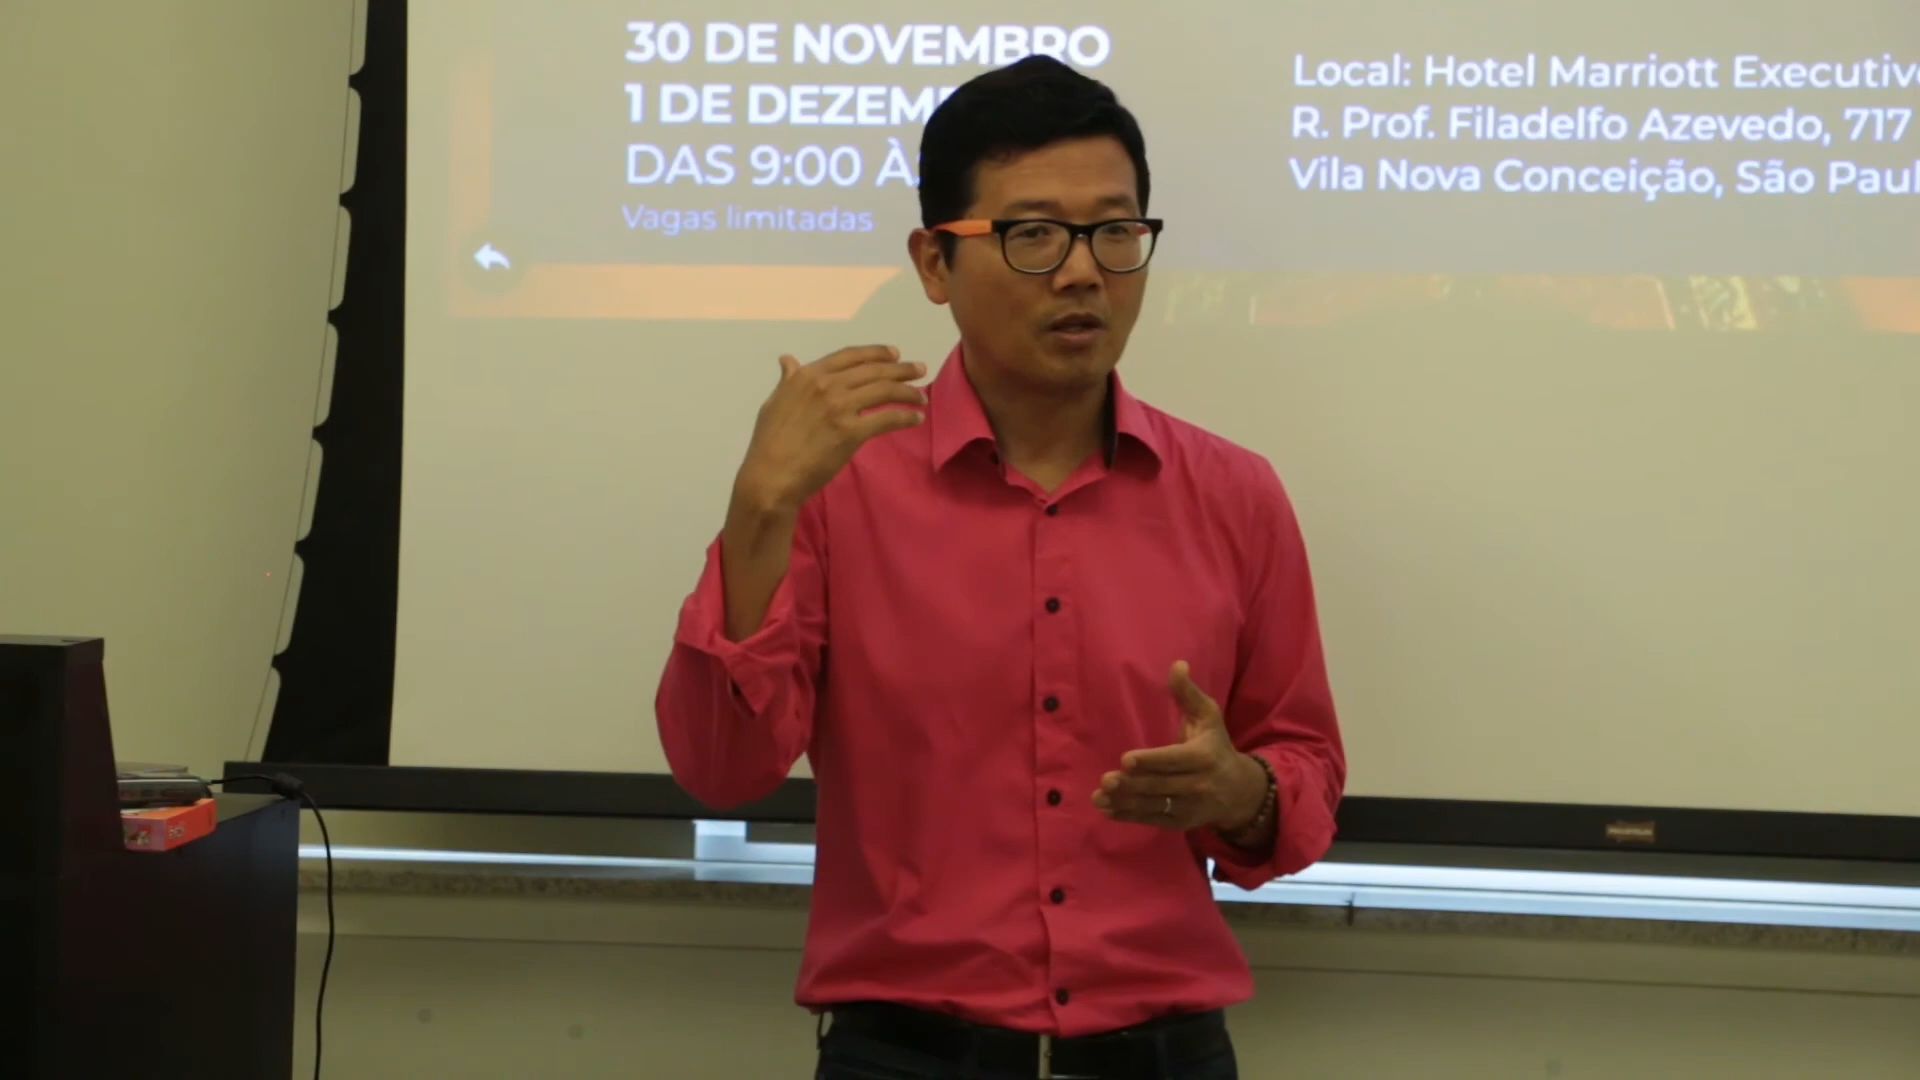 30 DE NOVEMBRO
1 DE DEZEM
DAS 9:00 À
Vagas limitadas
Local: Hotel Marriott Executiv
R. Prof. Filadelfo Azevedo, 717
Vila Nova Conceição, São Paul